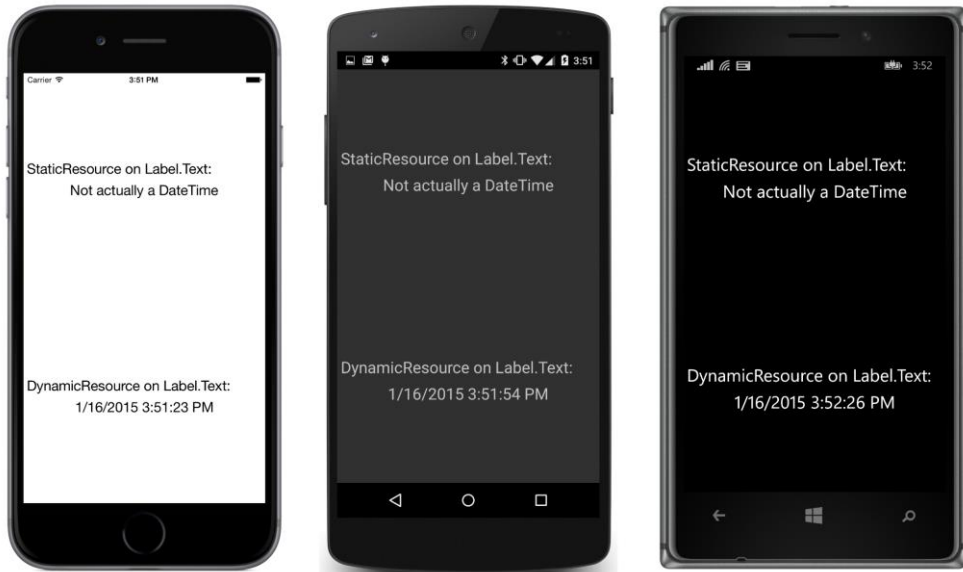 Carrier
3:51 PM
StaticResource on Label.Text:
Not actually a DateTime
DynamicResource on Label.Text:
1/16/2015 3:51:23 PM
3:51
StaticResource on Label.Text:
Not actually a DateTime
DynamicResource on Label.Text:
1/16/2015 3:51:54 PM
3:52
StaticResource on Label.Text:
Not actually a DateTime
DynamicResource on Label.Text:
1/16/2015 3:52:26 PM